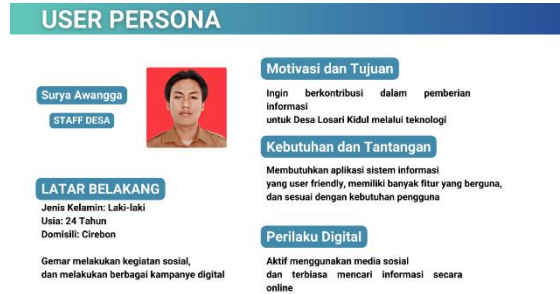 USER PERSONA
Surya Awangga
STAFF DESA
LATAR BELAKANG
Jenis Kelamin: Laki-laki
Usia: 24 Tahun
Domisili: Cirebon
Gemar melakukan kegiatan sosial,
dan melakukan berbagai kampanye digital
Motivasi dan Tujuan
Ingin berkontribusi dalam pemberian
informasi
untuk Desa Losari Kidul melalui teknologi
Kebutuhan dan Tantangan
Membutuhkan aplikasi sistem informasi
yang user friendly, memiliki banyak fitur yang berguna,
dan sesuai dengan kebutuhan pengguna
Perilaku Digital
Aktif menggunakan media sosial
dan terbiasa mencari informasi secara
online